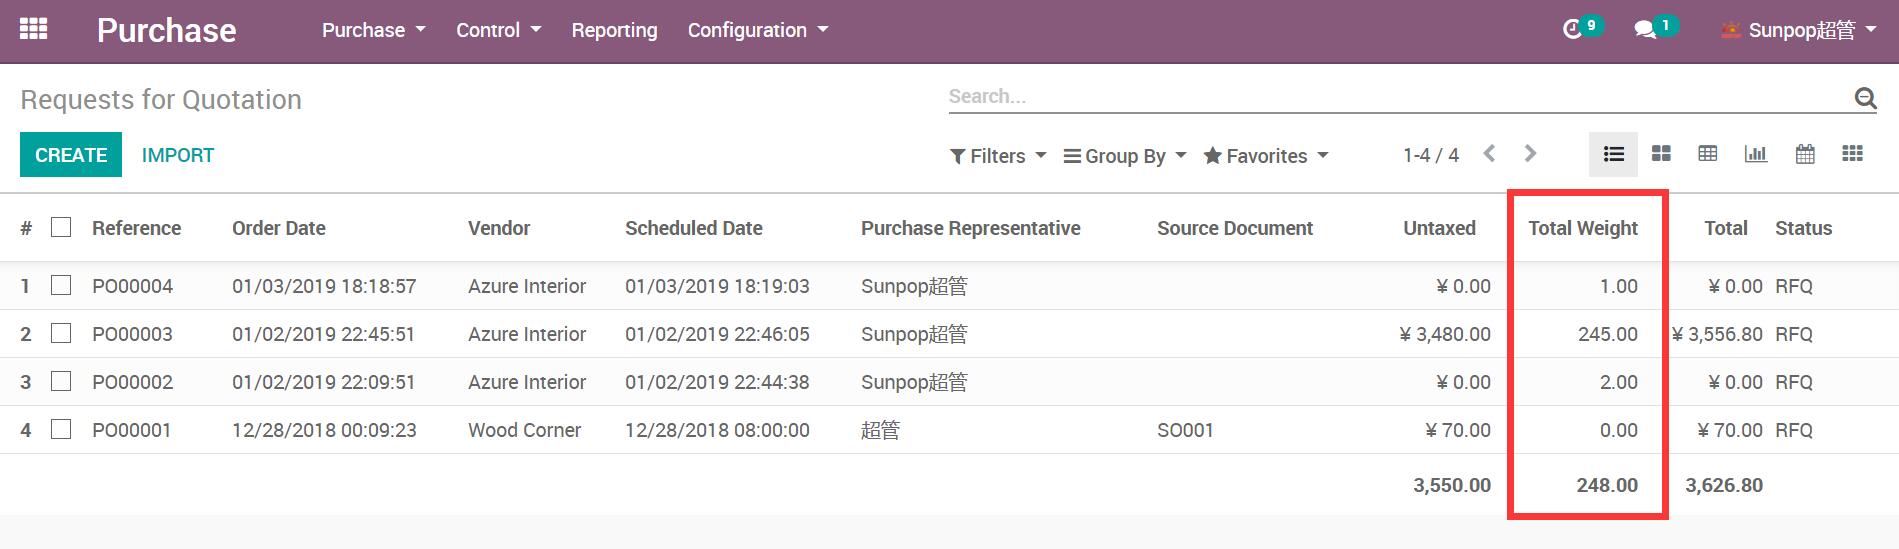 Purchase Purchase Control Reporting Configuration 9 1 Sunpop超管
Requests for Quotation Search...
CREATE IMPORT Filters Group By Favorites 1-4 / 4
# Reference Order Date Vendor Scheduled Date Purchase Representative Source Document Untaxed Total Weight Total Status
1 PO00004 01/03/2019 18:18:57 Azure Interior 01/03/2019 18:19:03 Sunpop超管 ¥ 0.00 1.00 ¥ 0.00 RFQ
2 PO00003 01/02/2019 22:45:51 Azure Interior 01/02/2019 22:46:05 Sunpop超管 ¥ 3,480.00 245.00 ¥ 3,556.80 RFQ
3 PO00002 01/02/2019 22:09:51 Azure Interior 01/02/2019 22:44:38 Sunpop超管 ¥ 0.00 2.00 ¥ 0.00 RFQ
4 PO00001 12/28/2018 00:09:23 Wood Corner 12/28/2018 08:00:00 超管 SO001 ¥ 70.00 0.00 ¥ 70.00 RFQ
3,550.00 248.00 3,626.80